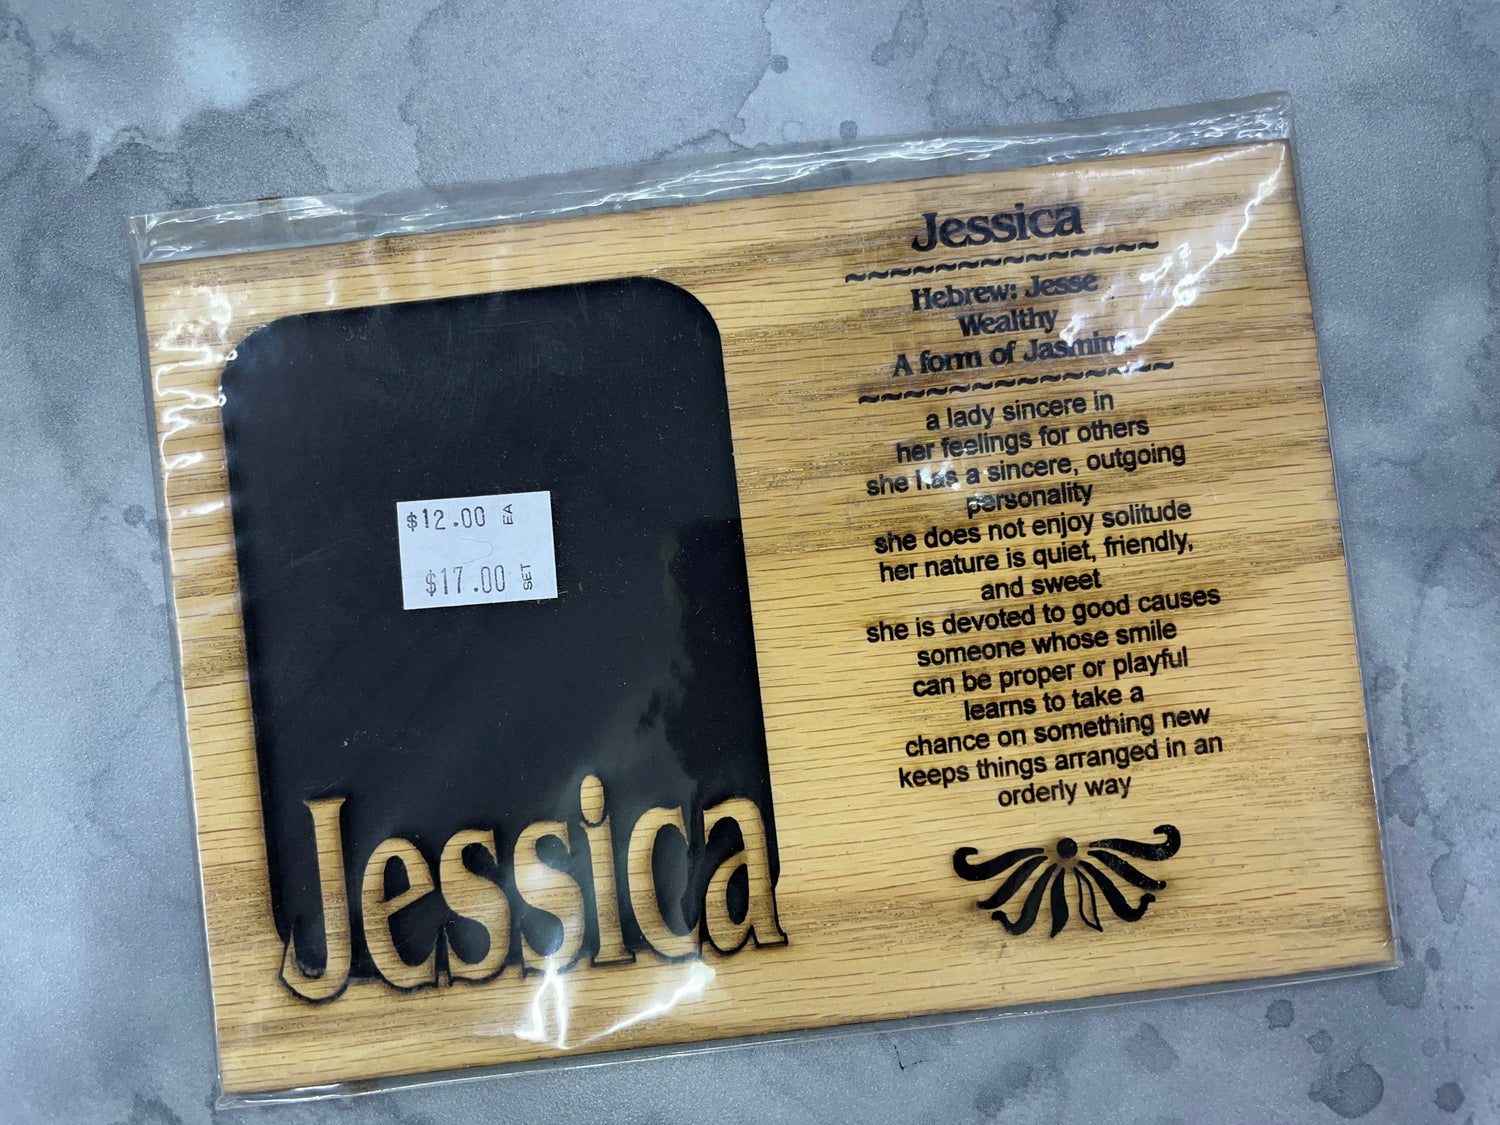 Jessica
~~~~~~~~~~~~~~~~~
Hebrew: Jesse
Wealthy
A form of Jasmine
~~~~~~~~~~~~~~~~~
a lady sincere in
her feelings for others
she has a sincere, outgoing
personality
she does not enjoy solitude
her nature is quiet, friendly,
and sweet
she is devoted to good causes
someone whose smile
can be proper or playful
learns to take a
chance on something new
keeps things arranged in an
orderly way
$12.00 EA
$17.00 SET
Jessica